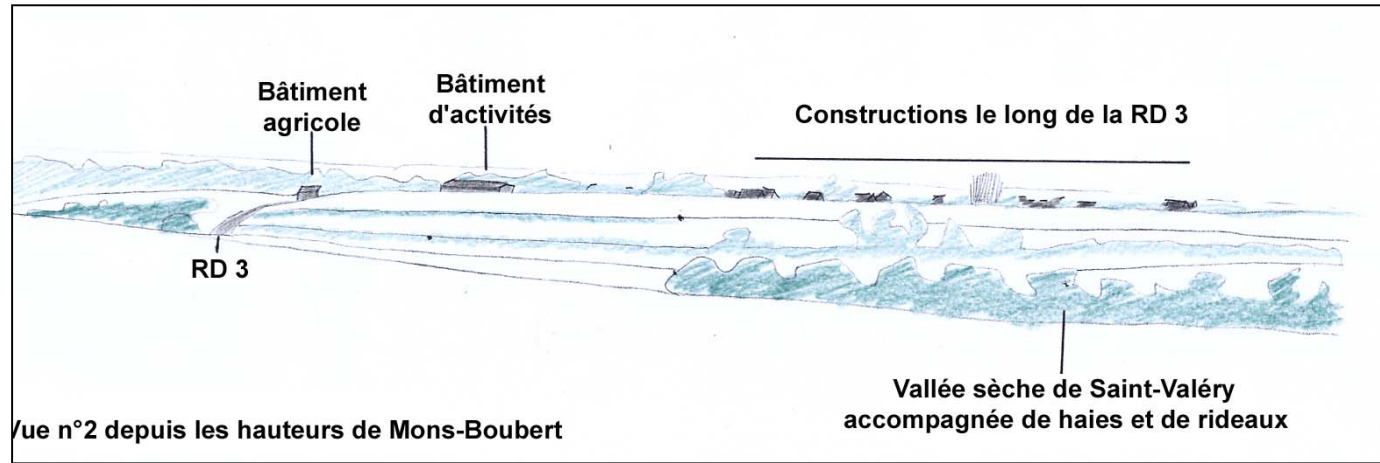 Bâtiment
agricole
Bâtiment
d'activités
Constructions le long de la RD 3
RD 3
Vallée sèche de Saint-Valéry
accompagnée de haies et de rideaux
Vue n°2 depuis les hauteurs de Mons-Boubert